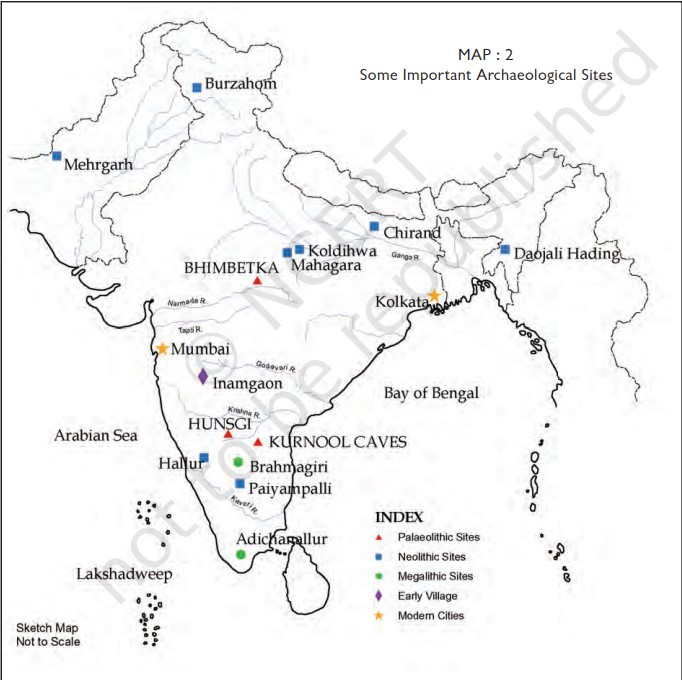 MAP : 2
Some Important Archaeological Sites
Burzahom
Mehrgarh
Chirand
Koldihwa
Mahagara
Daojali Hading
Ganga R.
BHIMBETKA
Kolkata
Narmada R.
Tapti R.
Mumbai
Godavari R.
Inamgaon
Bay of Bengal
Krishna R.
HUNSGI
KURNOOL CAVES
Arabian Sea
Hallur
Brahmagiri
Paiyampalli
Kaveri R.
Adichanallur
Lakshadweep
INDEX
Palaeolithic Sites
Neolithic Sites
Megalithic Sites
Early Village
Modern Cities
Sketch Map
Not to Scale
© NCERT
not to be republished